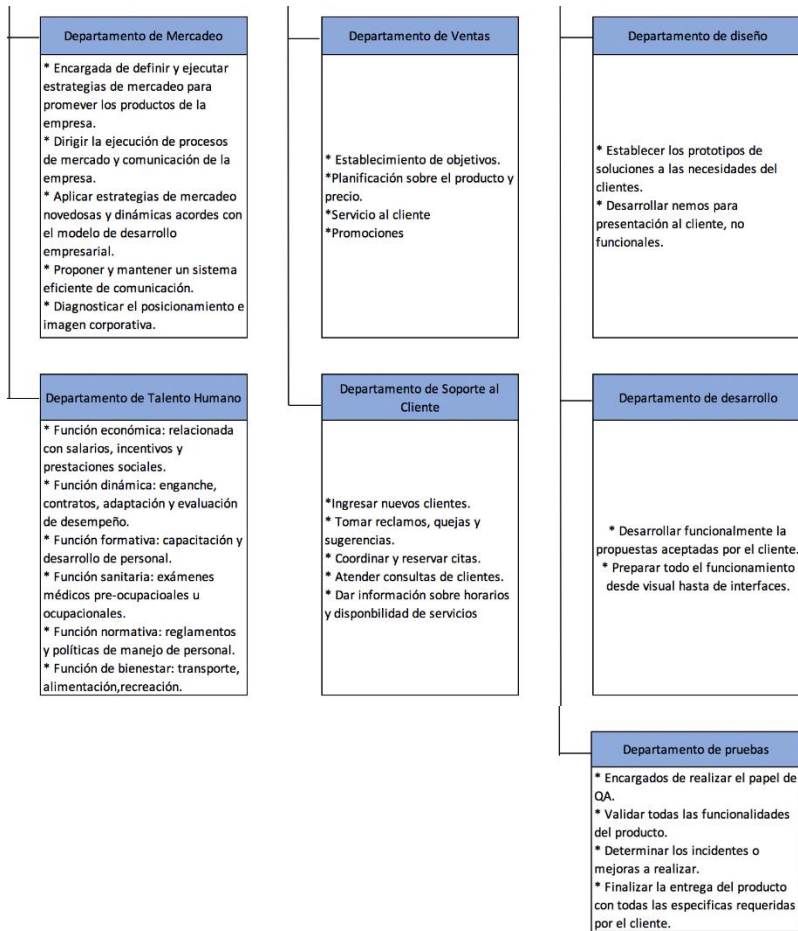 Departamento de Mercadeo
* Encargada de definir y ejecutar
estrategias de mercadeo para
promever los productos de la
empresa.
* Dirigir la ejecución de procesos
de mercado y comunicación de la
empresa.
* Aplicar estrategias de mercadeo
novedosas y dinámicas acordes con
el modelo de desarrollo
empresarial.
* Proponer y mantener un sistema
eficiente de comunicación.
* Diagnosticar el posicionamiento e
imagen corporativa.
Departamento de Ventas
* Establecimiento de objetivos.
*Planificación sobre el producto y
precio.
*Servicio al cliente
*Promociones
Departamento de diseño
* Establecer los prototipos de
soluciones a las necesidades del
clientes.
* Desarrollar nemos para
presentación al cliente, no
funcionales.
Departamento de Talento Humano
* Función económica: relacionada
con salarios, incentivos y
prestaciones sociales.
* Función dinámica: enganche,
contratos, adaptación y evaluación
de desempeño.
* Función formativa: capacitación y
desarrollo de personal.
* Función sanitaria: exámenes
médicos pre-ocupacioales u
ocupacionales.
* Función normativa: reglamentos
y políticas de manejo de personal.
* Función de bienestar: transporte,
alimentación,recreación.
Departamento de Soporte al
Cliente
*Ingresar nuevos clientes.
* Tomar reclamos, quejas y
sugerencias.
* Coordinar y reservar citas.
* Atender consultas de clientes.
* Dar información sobre horarios
y disponbilidad de servicios
Departamento de desarrollo
* Desarrollar funcionalmente la
propuestas aceptadas por el cliente.
* Preparar todo el funcionamiento
desde visual hasta de interfaces.
Departamento de pruebas
* Encargados de realizar el papel de
QA.
* Validar todas las funcionalidades
del producto.
* Determinar los incidentes o
mejoras a realizar.
* Finalizar la entrega del producto
con todas las especificas requeridas
por el cliente.